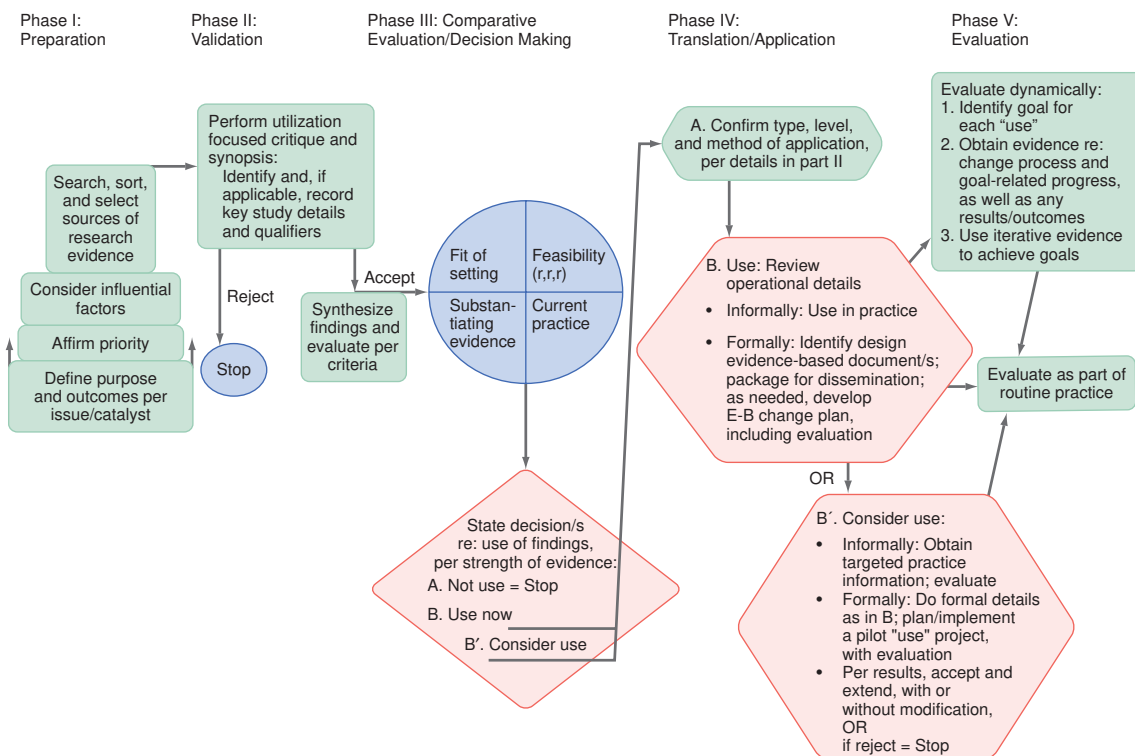 Phase I:
Preparation
Phase II:
Validation
Phase III: Comparative
Evaluation/Decision Making
Phase IV:
Translation/Application
Phase V:
Evaluation
Search, sort,
and select
sources of
research
evidence
Consider influential
factors
Affirm priority
Define purpose
and outcomes per
issue/catalyst
Perform utilization
focused critique and
synopsis:
Identify and, if
applicable, record
key study details
and qualifiers
Reject
Stop
Accept
Synthesize
findings and
evaluate per
criteria
Fit of
setting
Feasibility
(r,r,r)
Substan-
tiating
evidence
Current
practice
State decision/s
re: use of findings,
per strength of evidence:
A. Not use = Stop
B. Use now
B′. Consider use
A. Confirm type, level,
and method of application,
per details in part II
B. Use: Review
operational details
• Informally: Use in practice
• Formally: Identify design
evidence-based document/s;
package for dissemination;
as needed, develop
E-B change plan,
including evaluation
OR
B´. Consider use:
• Informally: Obtain
targeted practice
information; evaluate
• Formally: Do formal details
as in B; plan/implement
a pilot "use" project,
with evaluation
• Per results, accept and
extend, with or
without modification,
OR
if reject = Stop
Evaluate dynamically:
1. Identify goal for
each “use”
2. Obtain evidence re:
change process and
goal-related progress,
as well as any
results/outcomes
3. Use iterative evidence
to achieve goals
Evaluate as part of
routine practice